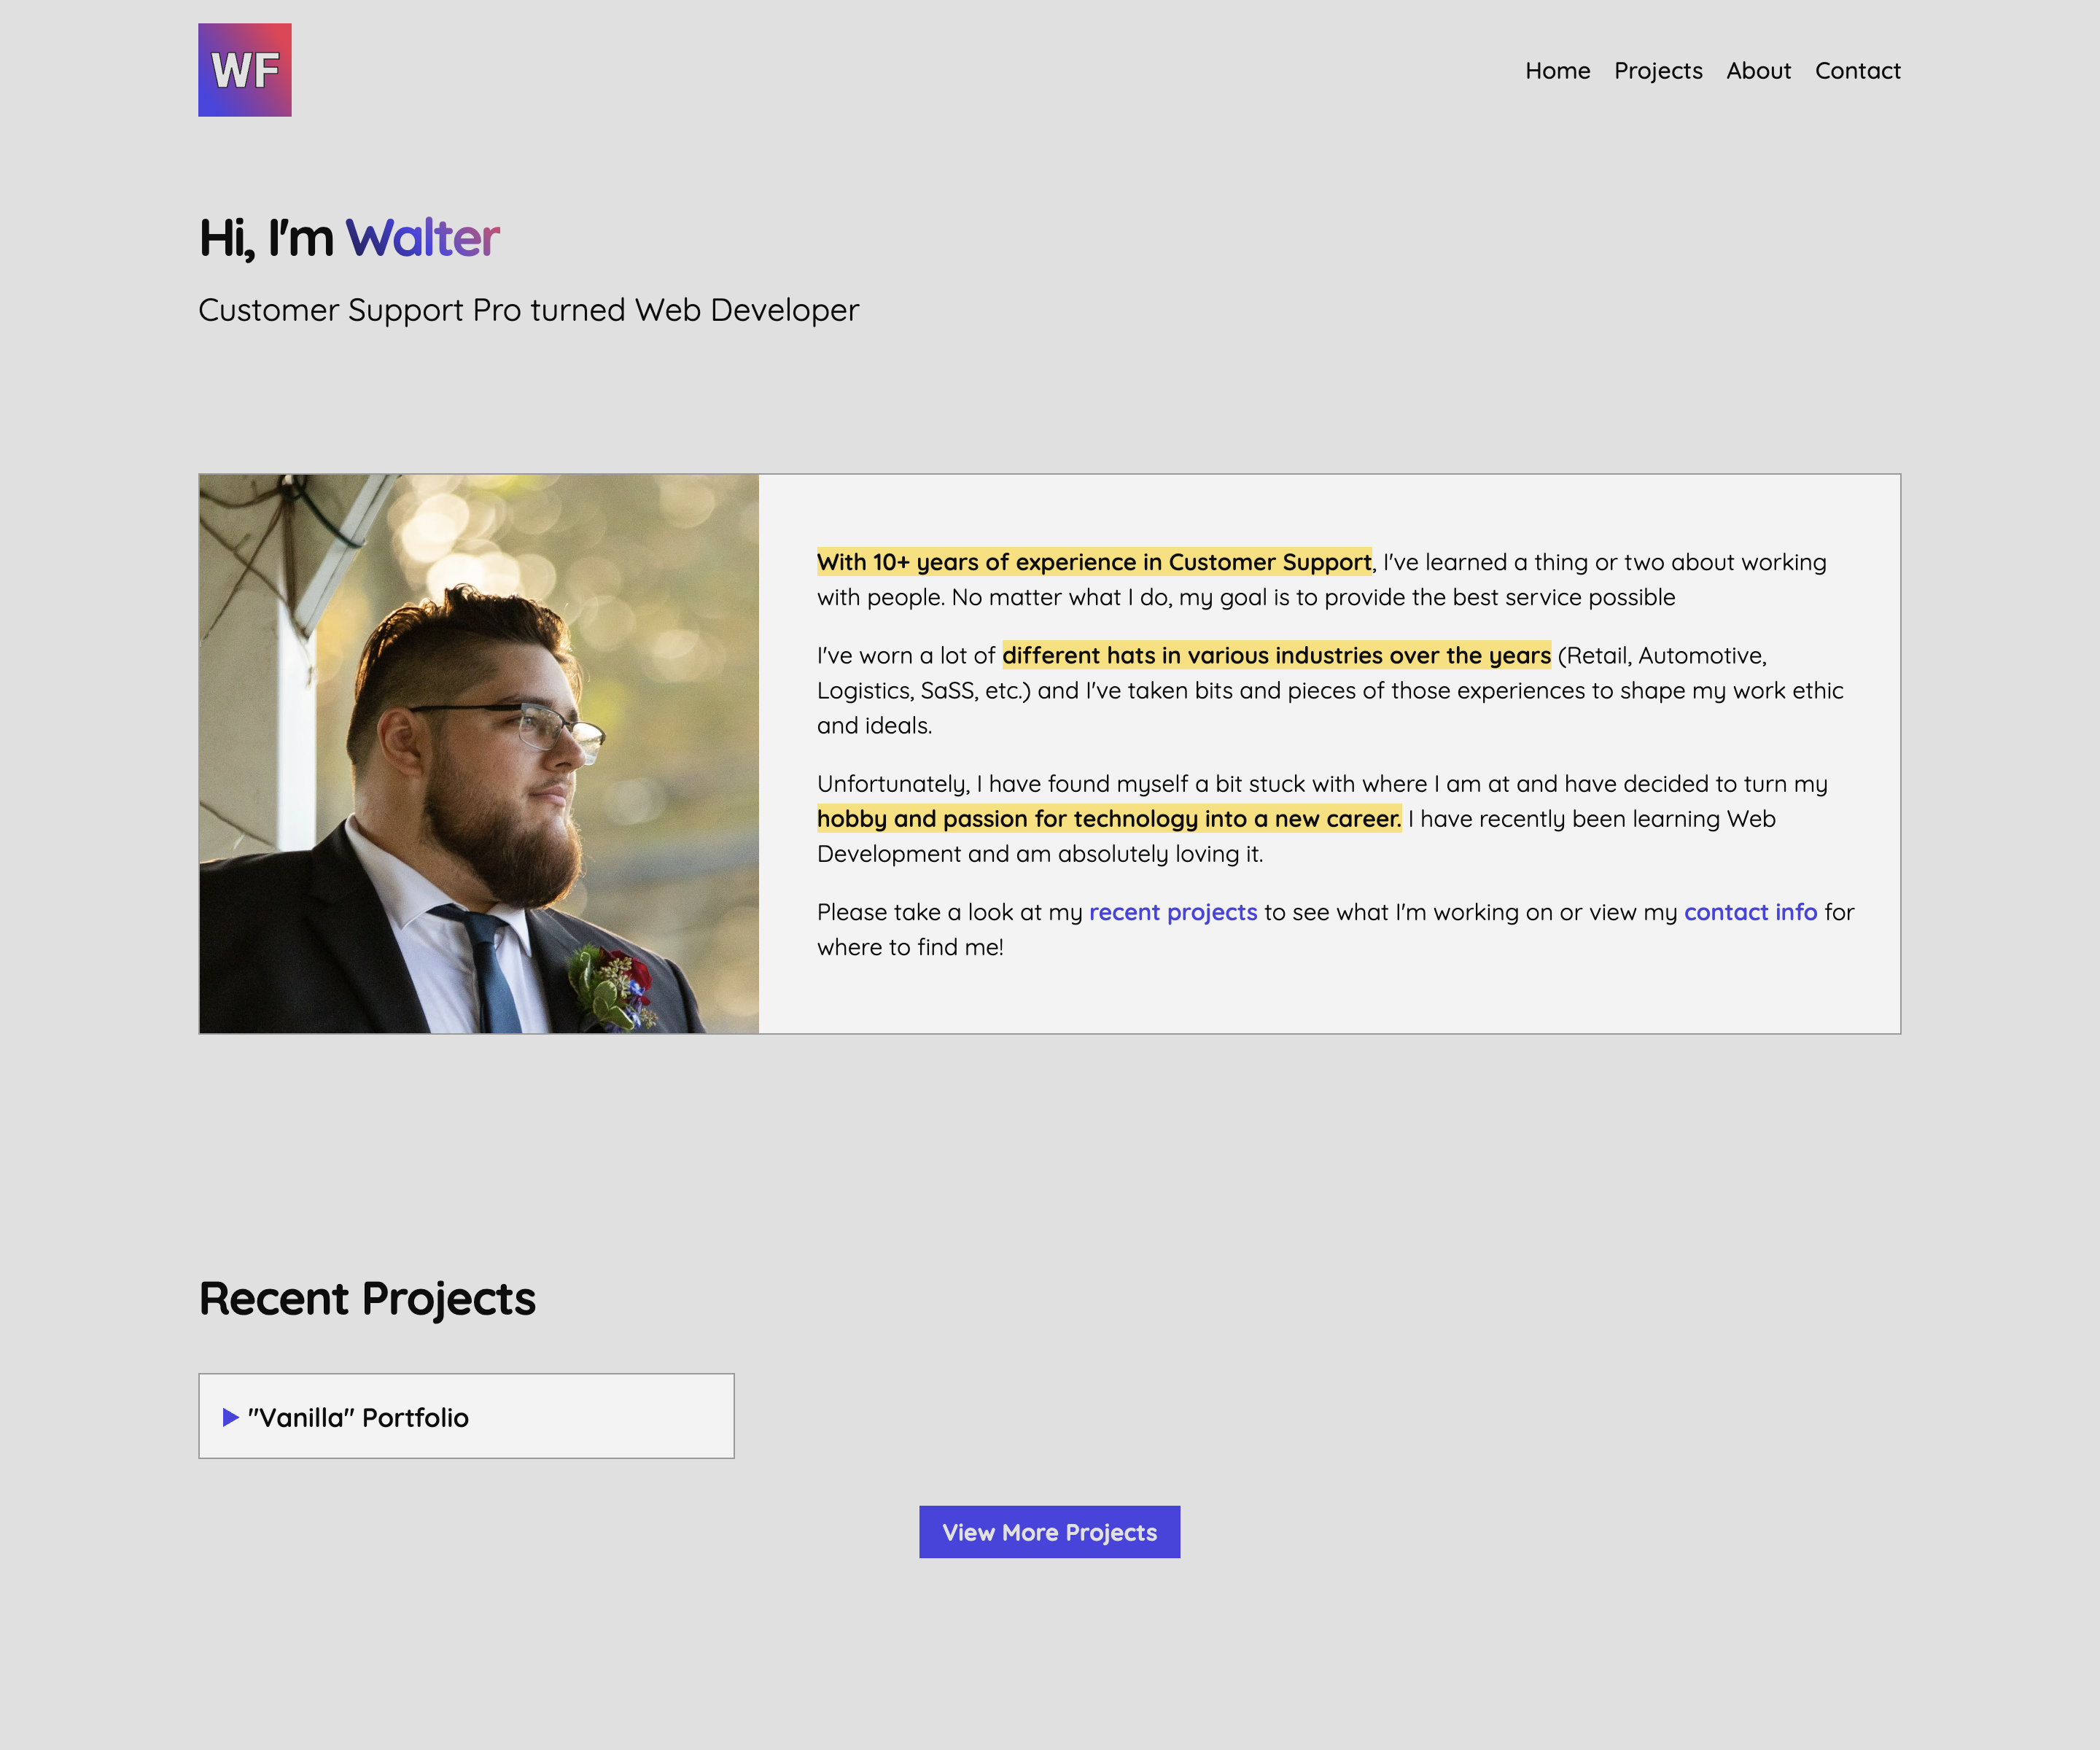 WF
Home Projects About Contact
Hi, I'm Walter
Customer Support Pro turned Web Developer
With 10+ years of experience in Customer Support, I've learned a thing or two about working
with people. No matter what I do, my goal is to provide the best service possible
I've worn a lot of different hats in various industries over the years (Retail, Automotive,
Logistics, SaSS, etc.) and I've taken bits and pieces of those experiences to shape my work ethic
and ideals.
Unfortunately, I have found myself a bit stuck with where I am at and have decided to turn my
hobby and passion for technology into a new career. I have recently been learning Web
Development and am absolutely loving it.
Please take a look at my recent projects to see what I'm working on or view my contact info for
where to find me!
Recent Projects
"Vanilla" Portfolio
View More Projects